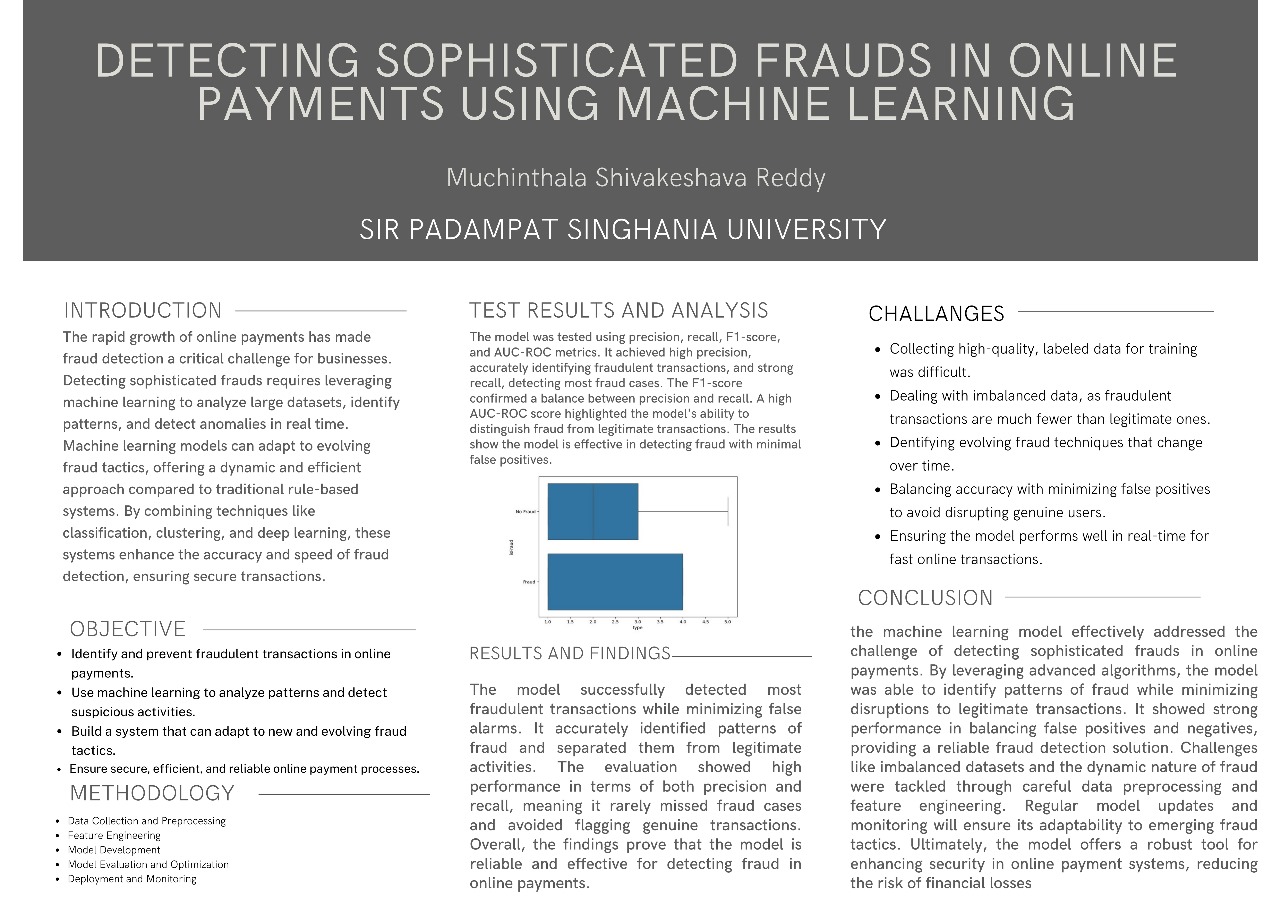 DETECTING SOPHISTICATED FRAUDS IN ONLINE
PAYMENTS USING MACHINE LEARNING
Muchinthala Shivakeshava Reddy
SIR PADAMPAT SINGHANIA UNIVERSITY
INTRODUCTION
The rapid growth of online payments has made
fraud detection a critical challenge for businesses.
Detecting sophisticated frauds requires leveraging
machine learning to analyze large datasets, identify
patterns, and detect anomalies in real time.
Machine learning models can adapt to evolving
fraud tactics, offering a dynamic and efficient
approach compared to traditional rule-based
systems. By combining techniques like
classification, clustering, and deep learning, these
systems enhance the accuracy and speed of fraud
detection, ensuring secure transactions.
OBJECTIVE
• Identify and prevent fraudulent transactions in online
payments.
• Use machine learning to analyze patterns and detect
suspicious activities.
• Build a system that can adapt to new and evolving fraud
tactics.
• Ensure secure, efficient, and reliable online payment processes.
METHODOLOGY
• Data Collection and Preprocessing
• Feature Engineering
• Model Development
• Model Evaluation and Optimization
• Deployment and Monitoring
TEST RESULTS AND ANALYSIS
The model was tested using precision, recall, F1-score,
and AUC-ROC metrics. It achieved high precision,
accurately identifying fraudulent transactions, and strong
recall, detecting most fraud cases. The F1-score
confirmed a balance between precision and recall. A high
AUC-ROC score highlighted the model's ability to
distinguish fraud from legitimate transactions. The results
show the model is effective in detecting fraud with minimal
false positives.
No Fraud
isFraud
Fraud
1.0 1.5 2.0 2.5 3.0 3.5 4.0 4.5 5.0
type
RESULTS AND FINDINGS
The model successfully detected most
fraudulent transactions while minimizing false
alarms. It accurately identified patterns of
fraud and separated them from legitimate
activities. The evaluation showed high
performance in terms of both precision and
recall, meaning it rarely missed fraud cases
and avoided flagging genuine transactions.
Overall, the findings prove that the model is
reliable and effective for detecting fraud in
online payments.
CHALLANGES
• Collecting high-quality, labeled data for training
was difficult.
• Dealing with imbalanced data, as fraudulent
transactions are much fewer than legitimate ones.
• Dentifying evolving fraud techniques that change
over time.
• Balancing accuracy with minimizing false positives
to avoid disrupting genuine users.
• Ensuring the model performs well in real-time for
fast online transactions.
CONCLUSION
the machine learning model effectively addressed the
challenge of detecting sophisticated frauds in online
payments. By leveraging advanced algorithms, the model
was able to identify patterns of fraud while minimizing
disruptions to legitimate transactions. It showed strong
performance in balancing false positives and negatives,
providing a reliable fraud detection solution. Challenges
like imbalanced datasets and the dynamic nature of fraud
were tackled through careful data preprocessing and
feature engineering. Regular model updates and
monitoring will ensure its adaptability to emerging fraud
tactics. Ultimately, the model offers a robust tool for
enhancing security in online payment systems, reducing
the risk of financial losses